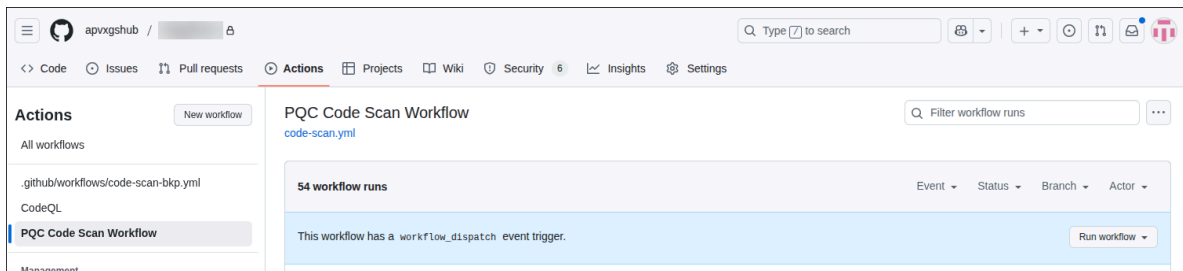 apvxgshub /
Type / to search
Code Issues Pull requests Actions Projects Wiki Security 6 Insights Settings
Actions
New workflow
All workflows
.github/workflows/code-scan-bkp.yml
CodeQL
PQC Code Scan Workflow
Management
PQC Code Scan Workflow
code-scan.yml
Filter workflow runs
54 workflow runs
Event Status Branch Actor
This workflow has a workflow_dispatch event trigger.
Run workflow